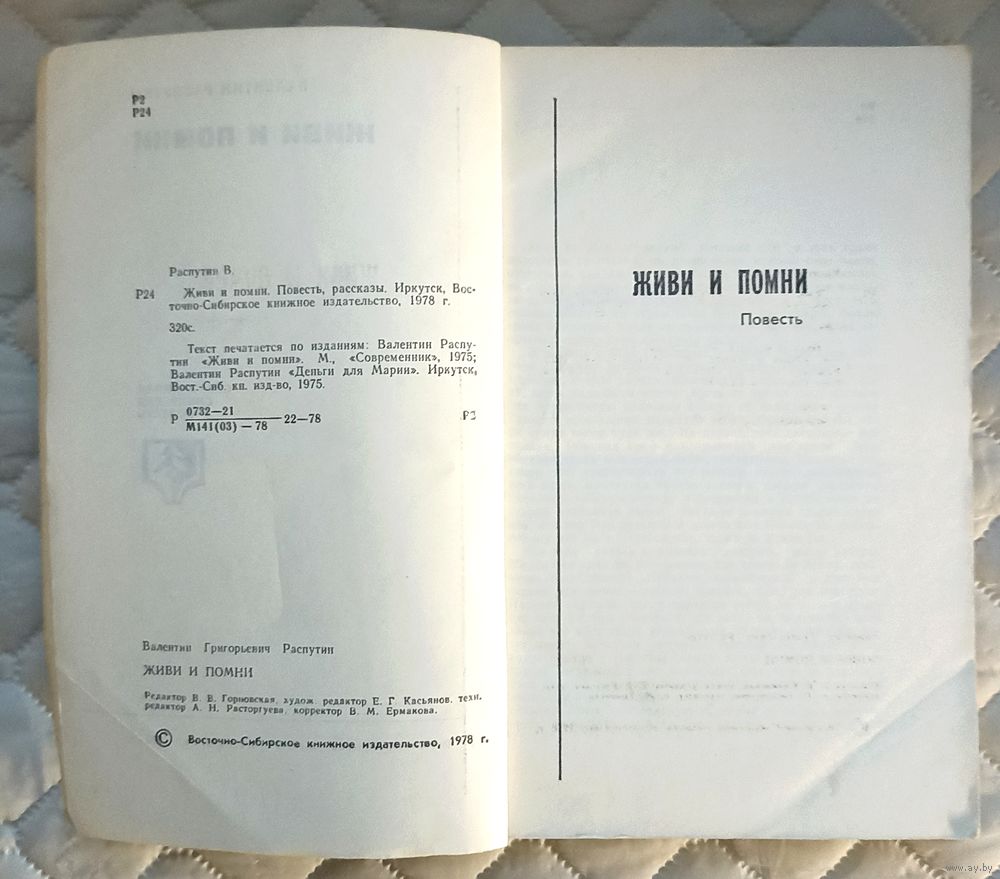 Р2
Р24
Распутин В.
Р24 Живи и помни. Повесть, рассказы. Иркутск, Вос-
точно-Сибирское книжное издательство, 1978 г.
320с.
Текст печатается по изданиям: Валентин Распу-
тин «Живи и помни». М., «Современник», 1975;
Валентин Распутин «Деньги для Марии». Иркутск,
Вост.-Сиб. кн. изд-во, 1975.
0732—21
Р 22—78
М141(03) — 78
Валентин Григорьевич Распутин
ЖИВИ И ПОМНИ
Редактор В. В. Горновская, худож. редактор Е. Г. Касьянов, техн.
редактор А. Н. Расторгуева, корректор В. М. Ермакова.
© Восточно-Сибирское книжное издательство, 1978 г.
ЖИВИ И ПОМНИ
Повесть
www.ay.by